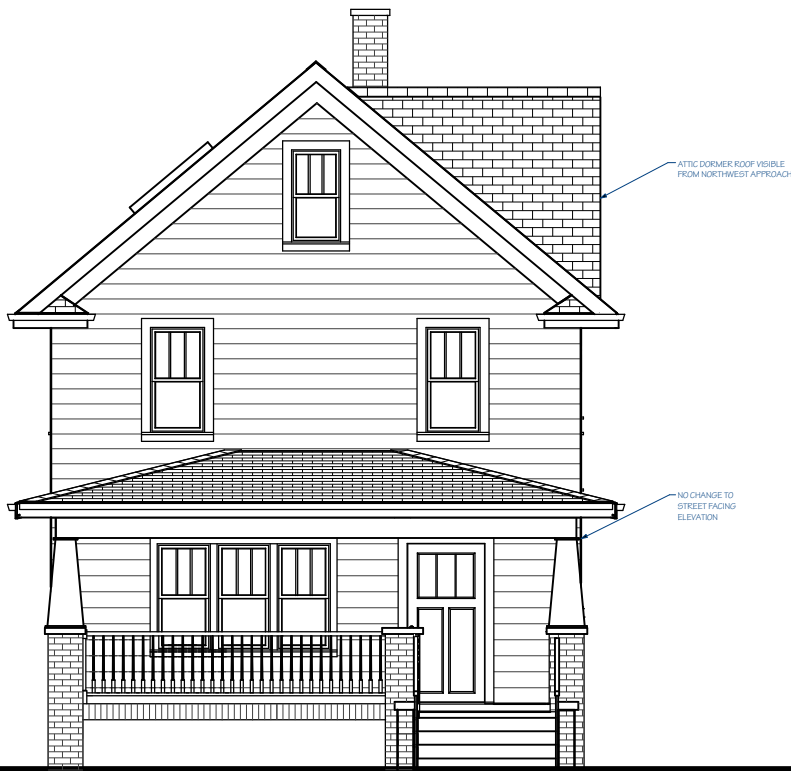 ATTIC DORMER ROOF VISIBLE
FROM NORTHWEST APPROACH
NO CHANGE TO
STREET FACING
ELEVATION